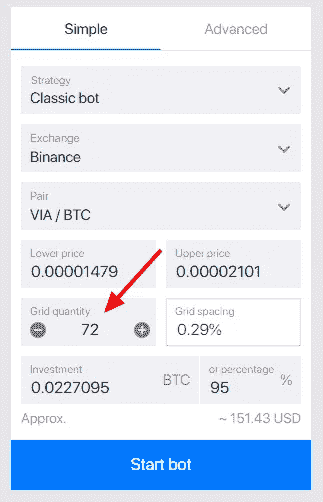 Simple Advanced
Strategy
Classic bot
Exchange
Binance
Pair
VIA / BTC
Lower price Upper price
0.00001479 0.00002101
Grid quantity Grid spacing
72 0.29%
Investment or percentage
0.0227095 BTC 95 %
Approx. ~ 151.43 USD
Start bot